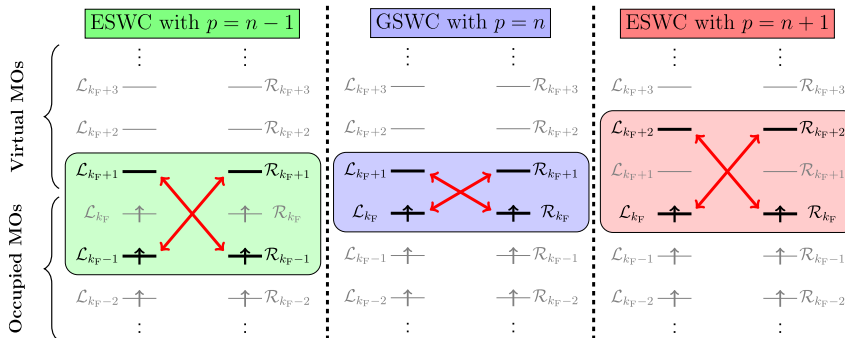 ESWC with p = n − 1
GSWC with p = n
ESWC with p = n + 1
Virtual MOs
Occupied MOs
⋮ ⋮ ⋮ ⋮ ⋮ ⋮
ℒ_{k_F+3} ℛ_{k_F+3} ℒ_{k_F+3} ℛ_{k_F+3} ℒ_{k_F+3} ℛ_{k_F+3}
ℒ_{k_F+2} ℛ_{k_F+2} ℒ_{k_F+2} ℛ_{k_F+2} ℒ_{k_F+2} ℛ_{k_F+2}
ℒ_{k_F+1} ℛ_{k_F+1} ℒ_{k_F+1} ℛ_{k_F+1} ℒ_{k_F+1} ℛ_{k_F+1}
ℒ_{k_F} ℛ_{k_F} ℒ_{k_F} ℛ_{k_F} ℒ_{k_F} ℛ_{k_F}
ℒ_{k_F−1} ℛ_{k_F−1} ℒ_{k_F−1} ℛ_{k_F−1} ℒ_{k_F−1} ℛ_{k_F−1}
ℒ_{k_F−2} ℛ_{k_F−2} ℒ_{k_F−2} ℛ_{k_F−2} ℒ_{k_F−2} ℛ_{k_F−2}
⋮ ⋮ ⋮ ⋮ ⋮ ⋮